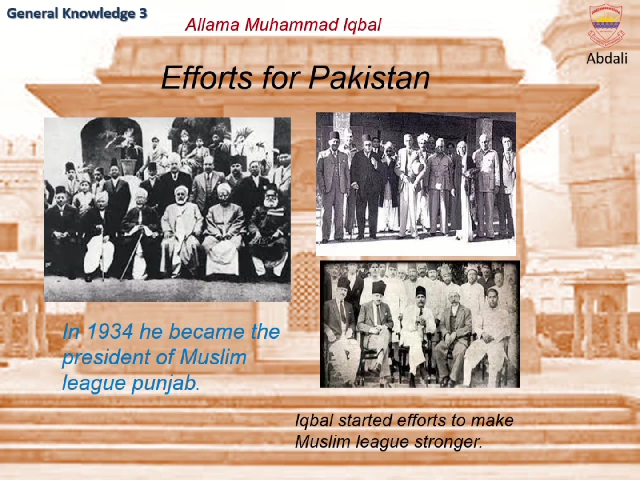 General Knowledge 3
Allama Muhammad Iqbal
Abdali
Efforts for Pakistan
In 1934 he became the
president of Muslim
league punjab.
Iqbal started efforts to make
Muslim league stronger.